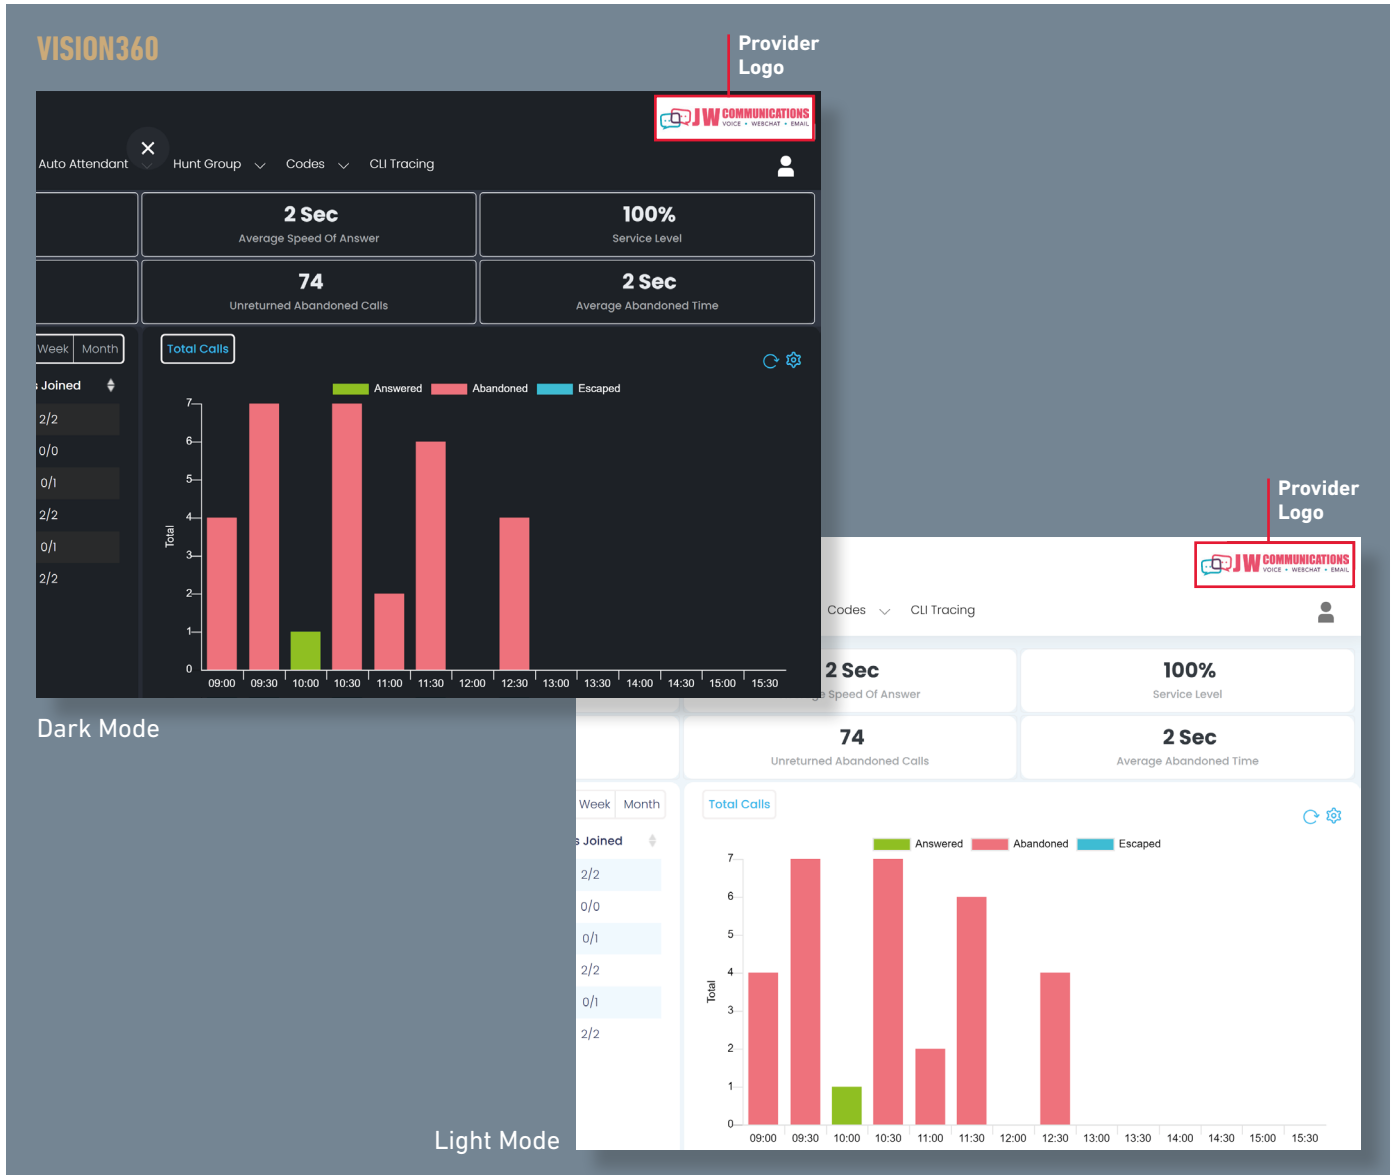 VISION360
Provider
Logo
JW COMMUNICATIONS
VOICE • WEBCHAT • EMAIL
Auto Attendant Hunt Group Codes CLI Tracing
2 Sec 100%
Average Speed Of Answer Service Level
74 2 Sec
Unreturned Abandoned Calls Average Abandoned Time
Week Month Total Calls
s Joined
Answered Abandoned Escaped
2/2
0/0
0/1
2/2
0/1
2/2
7
6
5
4
3
2
1
0
Total
09:00 09:30 10:00 10:30 11:00 11:30 12:00 12:30 13:00 13:30 14:00 14:30 15:00 15:30
Dark Mode
Provider
Logo
JW COMMUNICATIONS
VOICE • WEBCHAT • EMAIL
Codes CLI Tracing
2 Sec 100%
Speed Of Answer Service Level
74 2 Sec
Unreturned Abandoned Calls Average Abandoned Time
Week Month Total Calls
s Joined
Answered Abandoned Escaped
2/2
0/0
0/1
2/2
0/1
2/2
7
6
5
4
3
2
1
0
Total
09:00 09:30 10:00 10:30 11:00 11:30 12:00 12:30 13:00 13:30 14:00 14:30 15:00 15:30
Light Mode